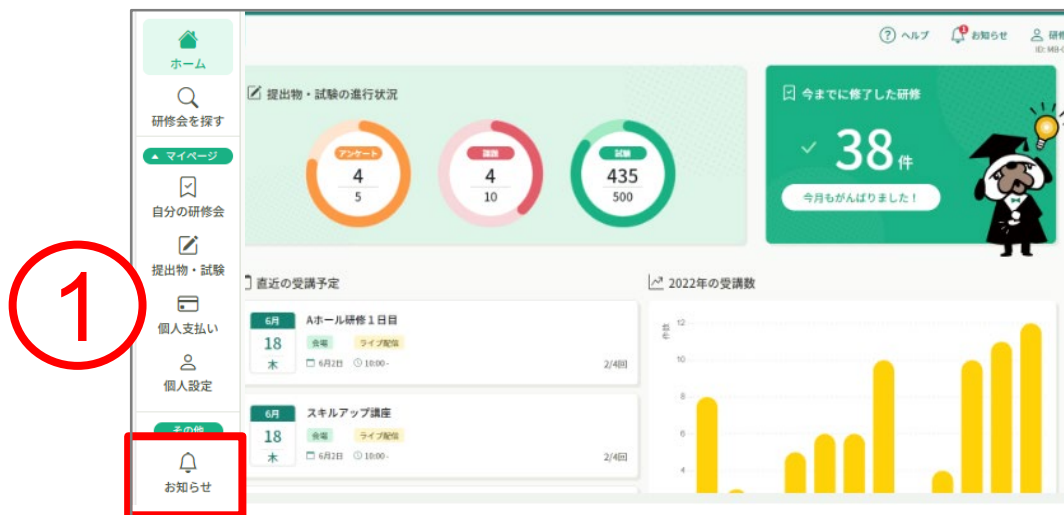 ①
ホーム
研修会を探す
マイページ
自分の研修会
提出物・試験
個人支払い
個人設定
その他
お知らせ
ヘルプ
1
お知らせ
提出物・試験の進行状況
アンケート
4
5
課題
4
10
試験
435
500
今までに修了した研修
38件
今月もがんばりました！
直近の受講予定
6月
18
木
Aホール研修１日目
会場 ライブ配信
6月2日 10:00-
2/4回
6月
18
木
スキルアップ講座
会場 ライブ配信
6月2日 10:00-
2/4回
2022年の受講数
件数
12
10
8
6
4